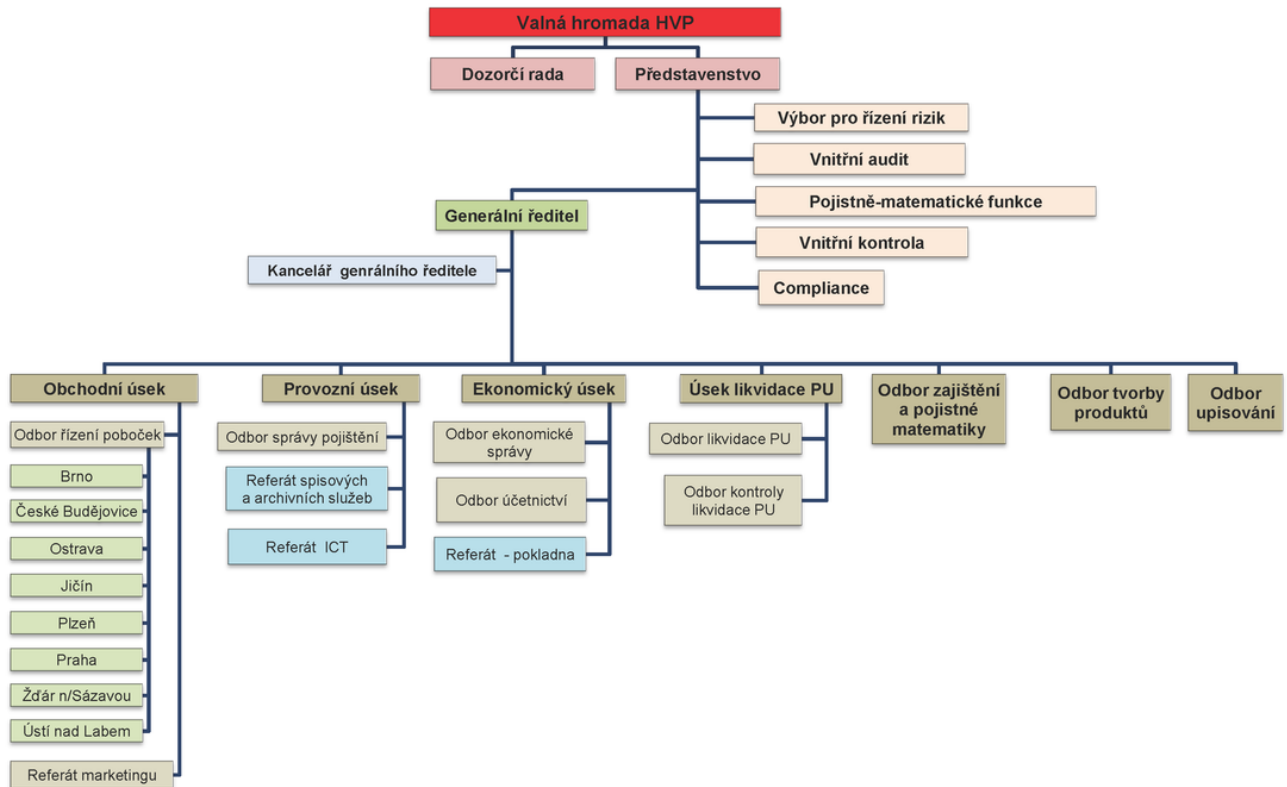 Valná hromada HVP
Dozorčí rada
Představenstvo
Výbor pro řízení rizik
Vnitřní audit
Pojistně-matematické funkce
Generální ředitel
Vnitřní kontrola
Kancelář genrálního ředitele
Compliance
Obchodní úsek
Odbor řízení poboček
Brno
České Budějovice
Ostrava
Jičín
Plzeň
Praha
Žďár n/Sázavou
Ústí nad Labem
Referát marketingu
Provozní úsek
Odbor správy pojištění
Referát spisových
a archivních služeb
Referát ICT
Ekonomický úsek
Odbor ekonomické
správy
Odbor účetnictví
Referát - pokladna
Úsek likvidace PU
Odbor likvidace PU
Odbor kontroly
likvidace PU
Odbor zajištění
a pojistné
matematiky
Odbor tvorby
produktů
Odbor
upisování